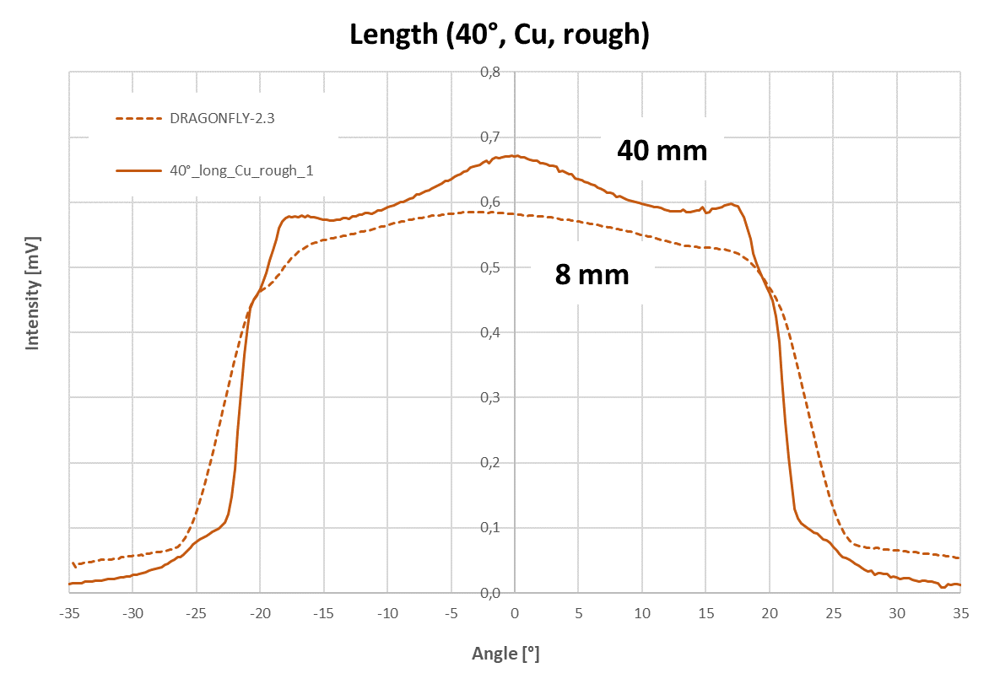 Length (40°, Cu, rough)
0,8
DRAGONFLY-2.3
0,7
40 mm
40°_long_Cu_rough_1
0,6
8 mm
0,5
0,4
0,3
0,2
0,1
0,0
Intensity [mV]
-35 -30 -25 -20 -15 -10 -5 0 5 10 15 20 25 30 35
Angle [°]